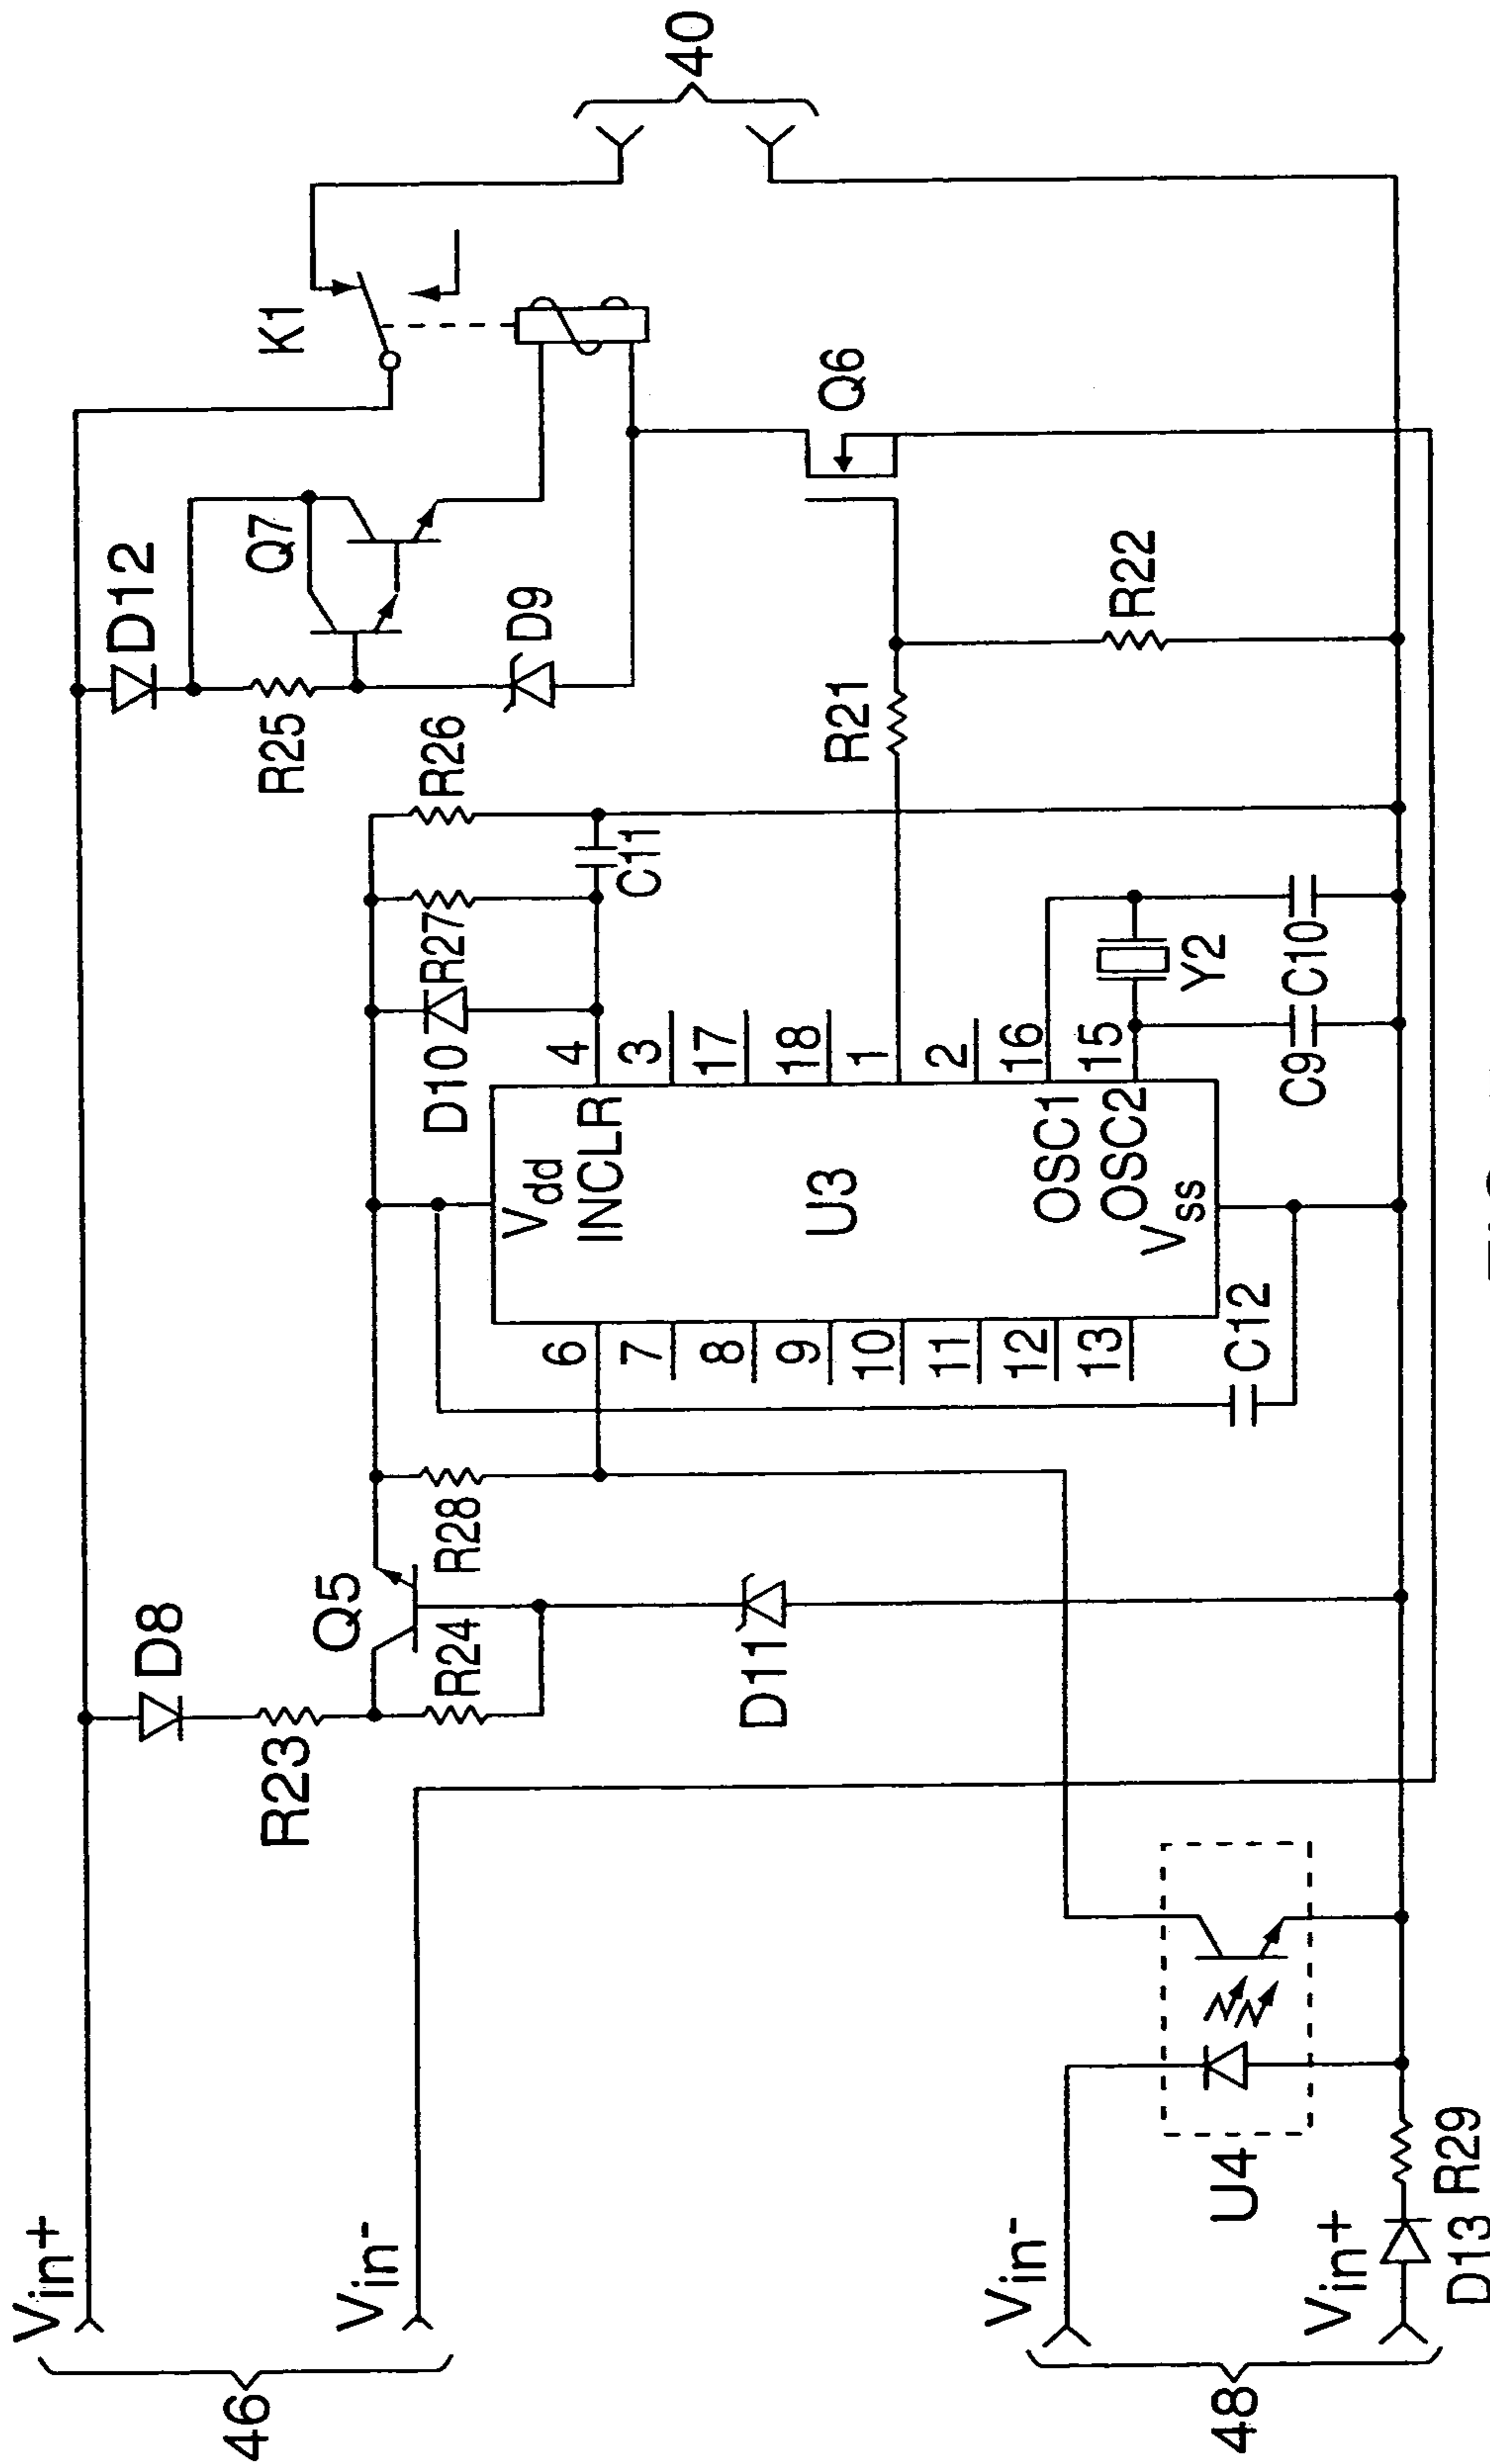 Vin+
46
Vin-
D8
R23
Q5
R24
R28
D11
D12
R25
Q7
D9
K1
40
R26
R27
D10
C11
Vdd
INCLR
U3
OSC1
OSC2
Vss
4
3
17
18
1
2
16
15
6
7
8
9
10
11
12
13
C12
R21
R22
Q6
Y2
C9
C10
Vin-
48
Vin+
U4
D13
R29